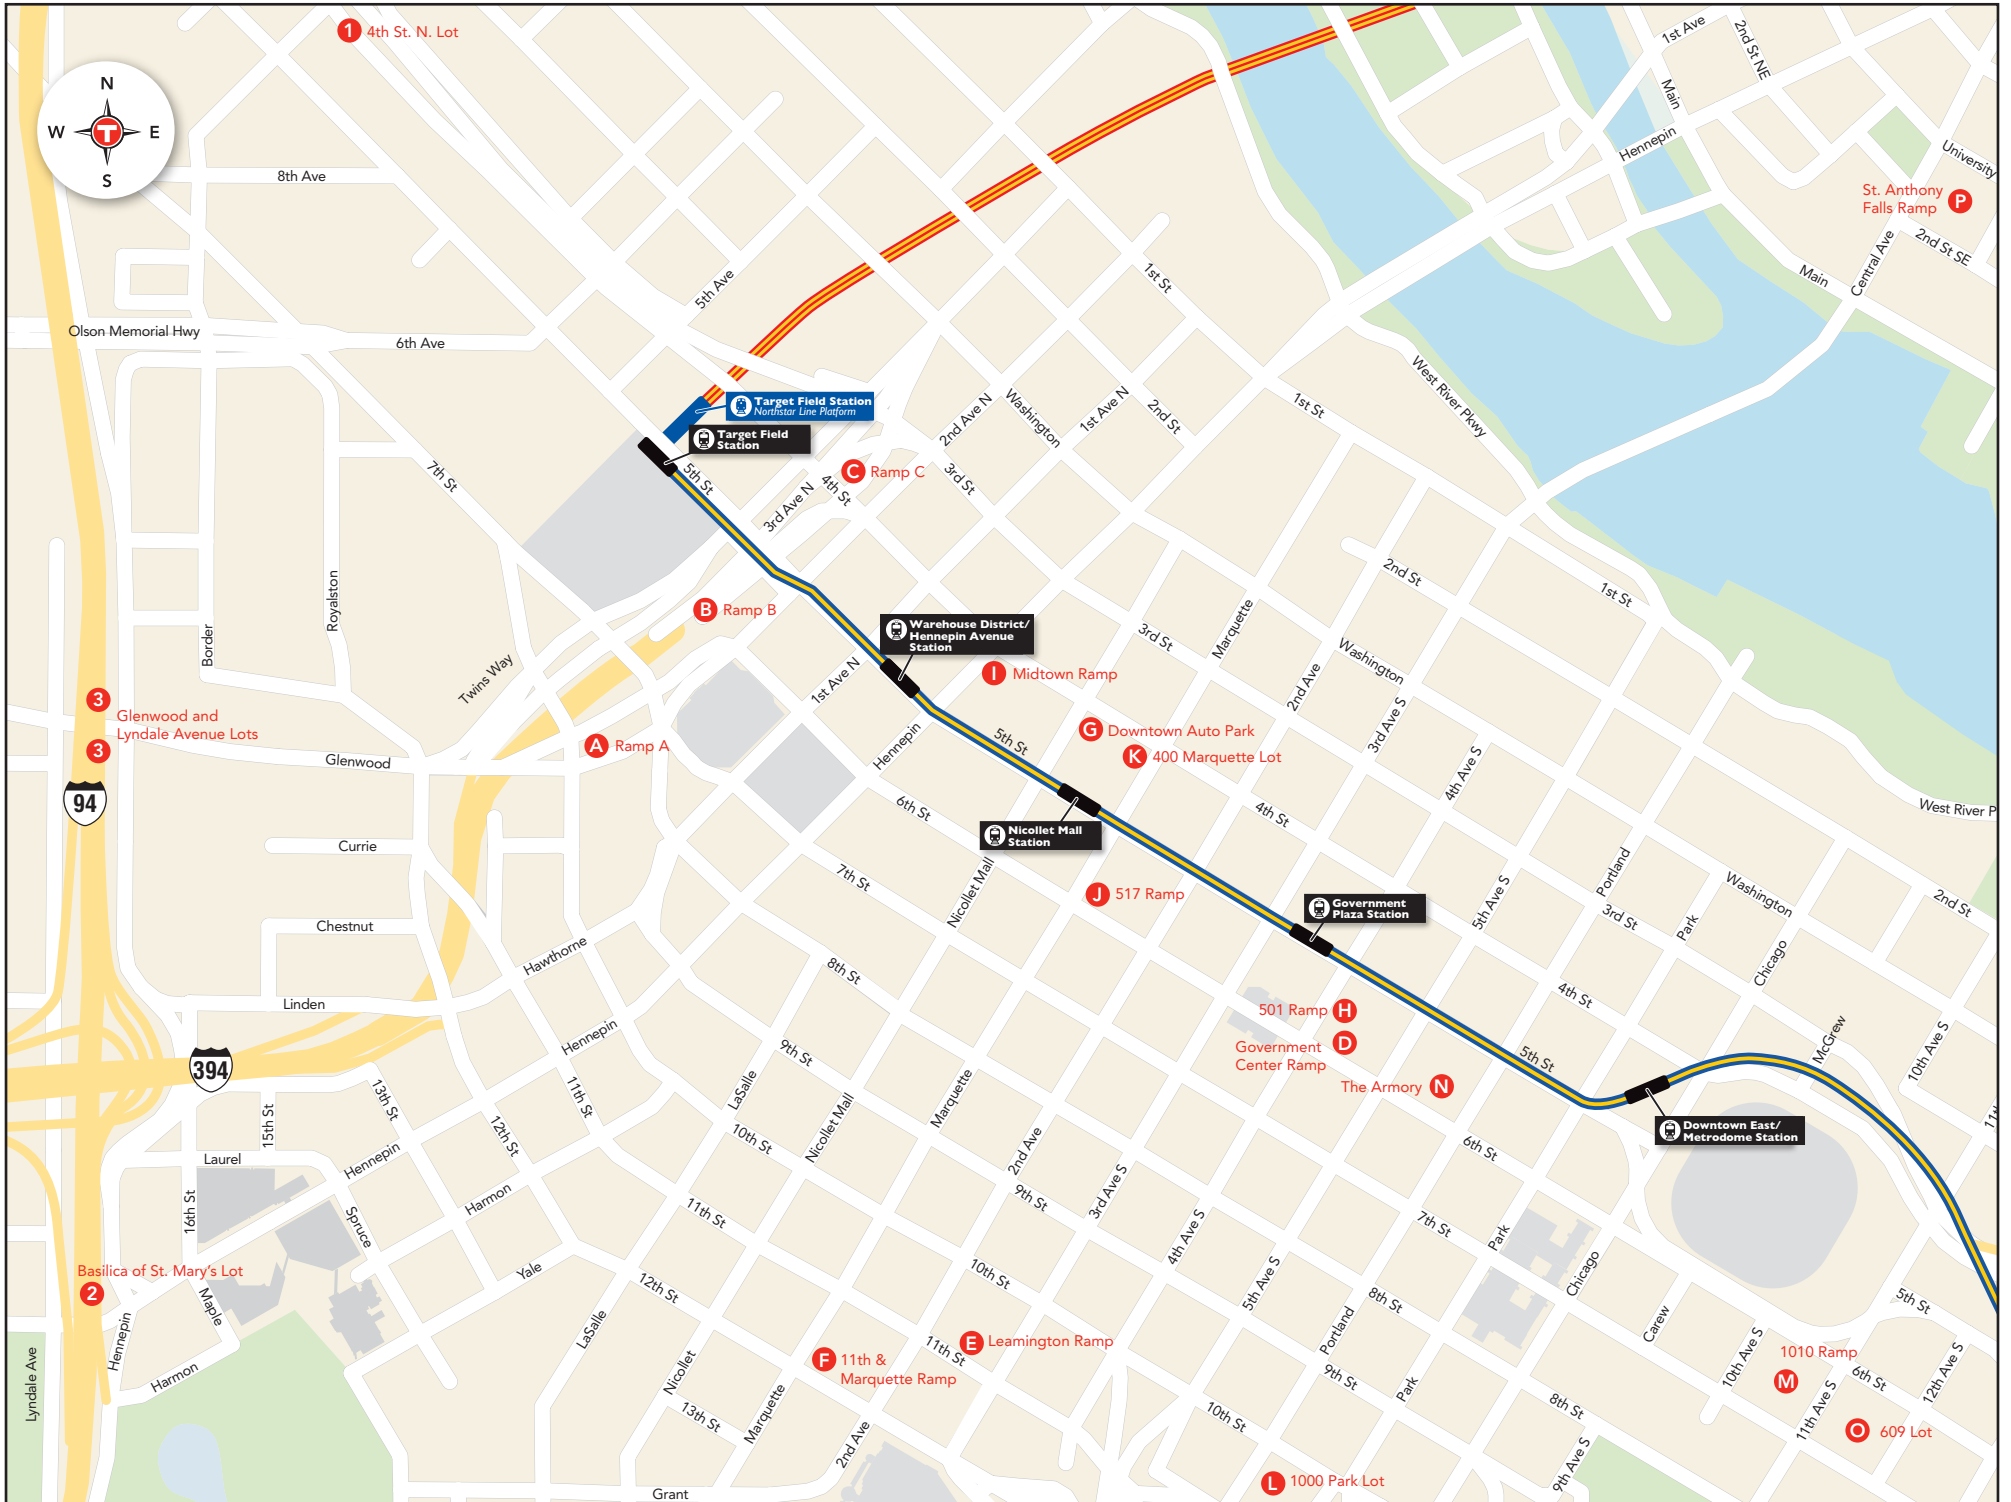 1 4th St. N. Lot
N
W E
S
T
1st Ave
2nd St NE
Main
Hennepin
University
8th Ave
St. Anthony
Falls Ramp
P
2nd St SE
Central Ave
Main
5th Ave
1st St
Olson Memorial Hwy
6th Ave
West River Pkwy
Target Field Station
Northstar Line Platform
Target Field
Station
2nd Ave N
Washington
1st Ave N
2nd St
1st St
7th St
5th St
3rd Ave N
4th St
C Ramp C
3rd St
2nd St
1st St
Border
Royalston
B Ramp B
Warehouse District/
Hennepin Avenue
Station
3rd St
Marquette
Washington
2nd Ave
3rd Ave S
Twins Way
1st Ave N
I Midtown Ramp
3
3
Glenwood and
Lyndale Avenue Lots
94
Glenwood
A Ramp A
Hennepin
5th St
G Downtown Auto Park
K 400 Marquette Lot
4th Ave S
West River P
6th St
4th St
Nicollet Mall
Station
Currie
7th St
Nicollet Mall
J 517 Ramp
Government
Plaza Station
5th Ave S
Portland
3rd St
Park
Washington
2nd St
Chicago
Chestnut
Hawthorne
8th St
4th St
Linden
501 Ramp H
Government
Center Ramp
D
The Armory N
5th St
McGrew
10th Ave S
11t
394
Hennepin
9th St
LaSalle
Nicollet Mall
Marquette
13th St
15th St
12th St
11th St
10th St
2nd Ave
Downtown East/
Metrodome Station
6th St
Laurel
Hennepin
Harmon
16th St
Spruce
11th St
9th St
3rd Ave S
4th Ave S
7th St
Park
Chicago
Basilica of St. Mary's Lot
2
Maple
Yale
12th St
10th St
5th Ave S
8th St
5th St
Hennepin
Harmon
Lyndale Ave
LaSalle
Nicollet
F 11th &
Marquette Ramp
11th St
E Leamington Ramp
Portland
9th St
Park
Carew
10th Ave S
1010 Ramp
M
6th St
12th Ave S
11th Ave S
13th St
Marquette
2nd Ave
10th St
8th St
9th Ave S
O 609 Lot
L 1000 Park Lot
Grant